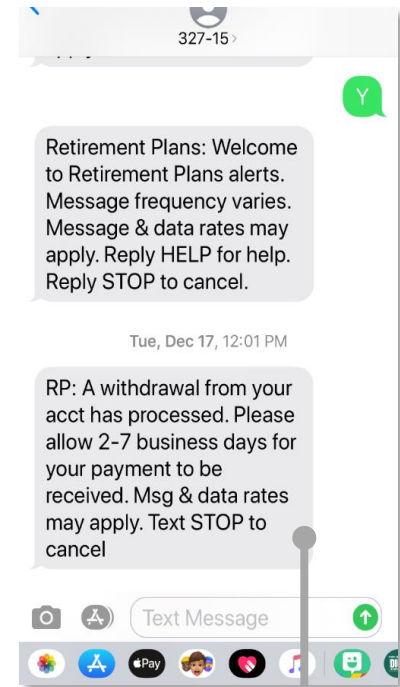 327-15
Y
Retirement Plans: Welcome
to Retirement Plans alerts.
Message frequency varies.
Message & data rates may
apply. Reply HELP for help.
Reply STOP to cancel.
Tue, Dec 17, 12:01 PM
RP: A withdrawal from your
acct has processed. Please
allow 2-7 business days for
your payment to be
received. Msg & data rates
may apply. Text STOP to
cancel
Text Message
Pay